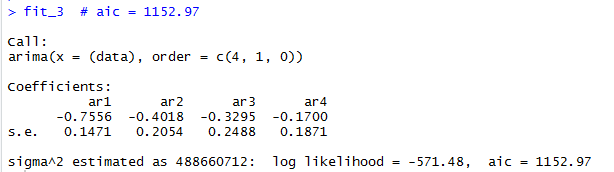 > fit_3  # aic = 1152.97
Call:
arima(x = (data), order = c(4, 1, 0))
Coefficients:
          ar1      ar2      ar3      ar4
      -0.7556  -0.4018  -0.3295  -0.1700
s.e.   0.1471   0.2054   0.2488   0.1871
sigma^2 estimated as 488660712:  log likelihood = -571.48,  aic = 1152.97